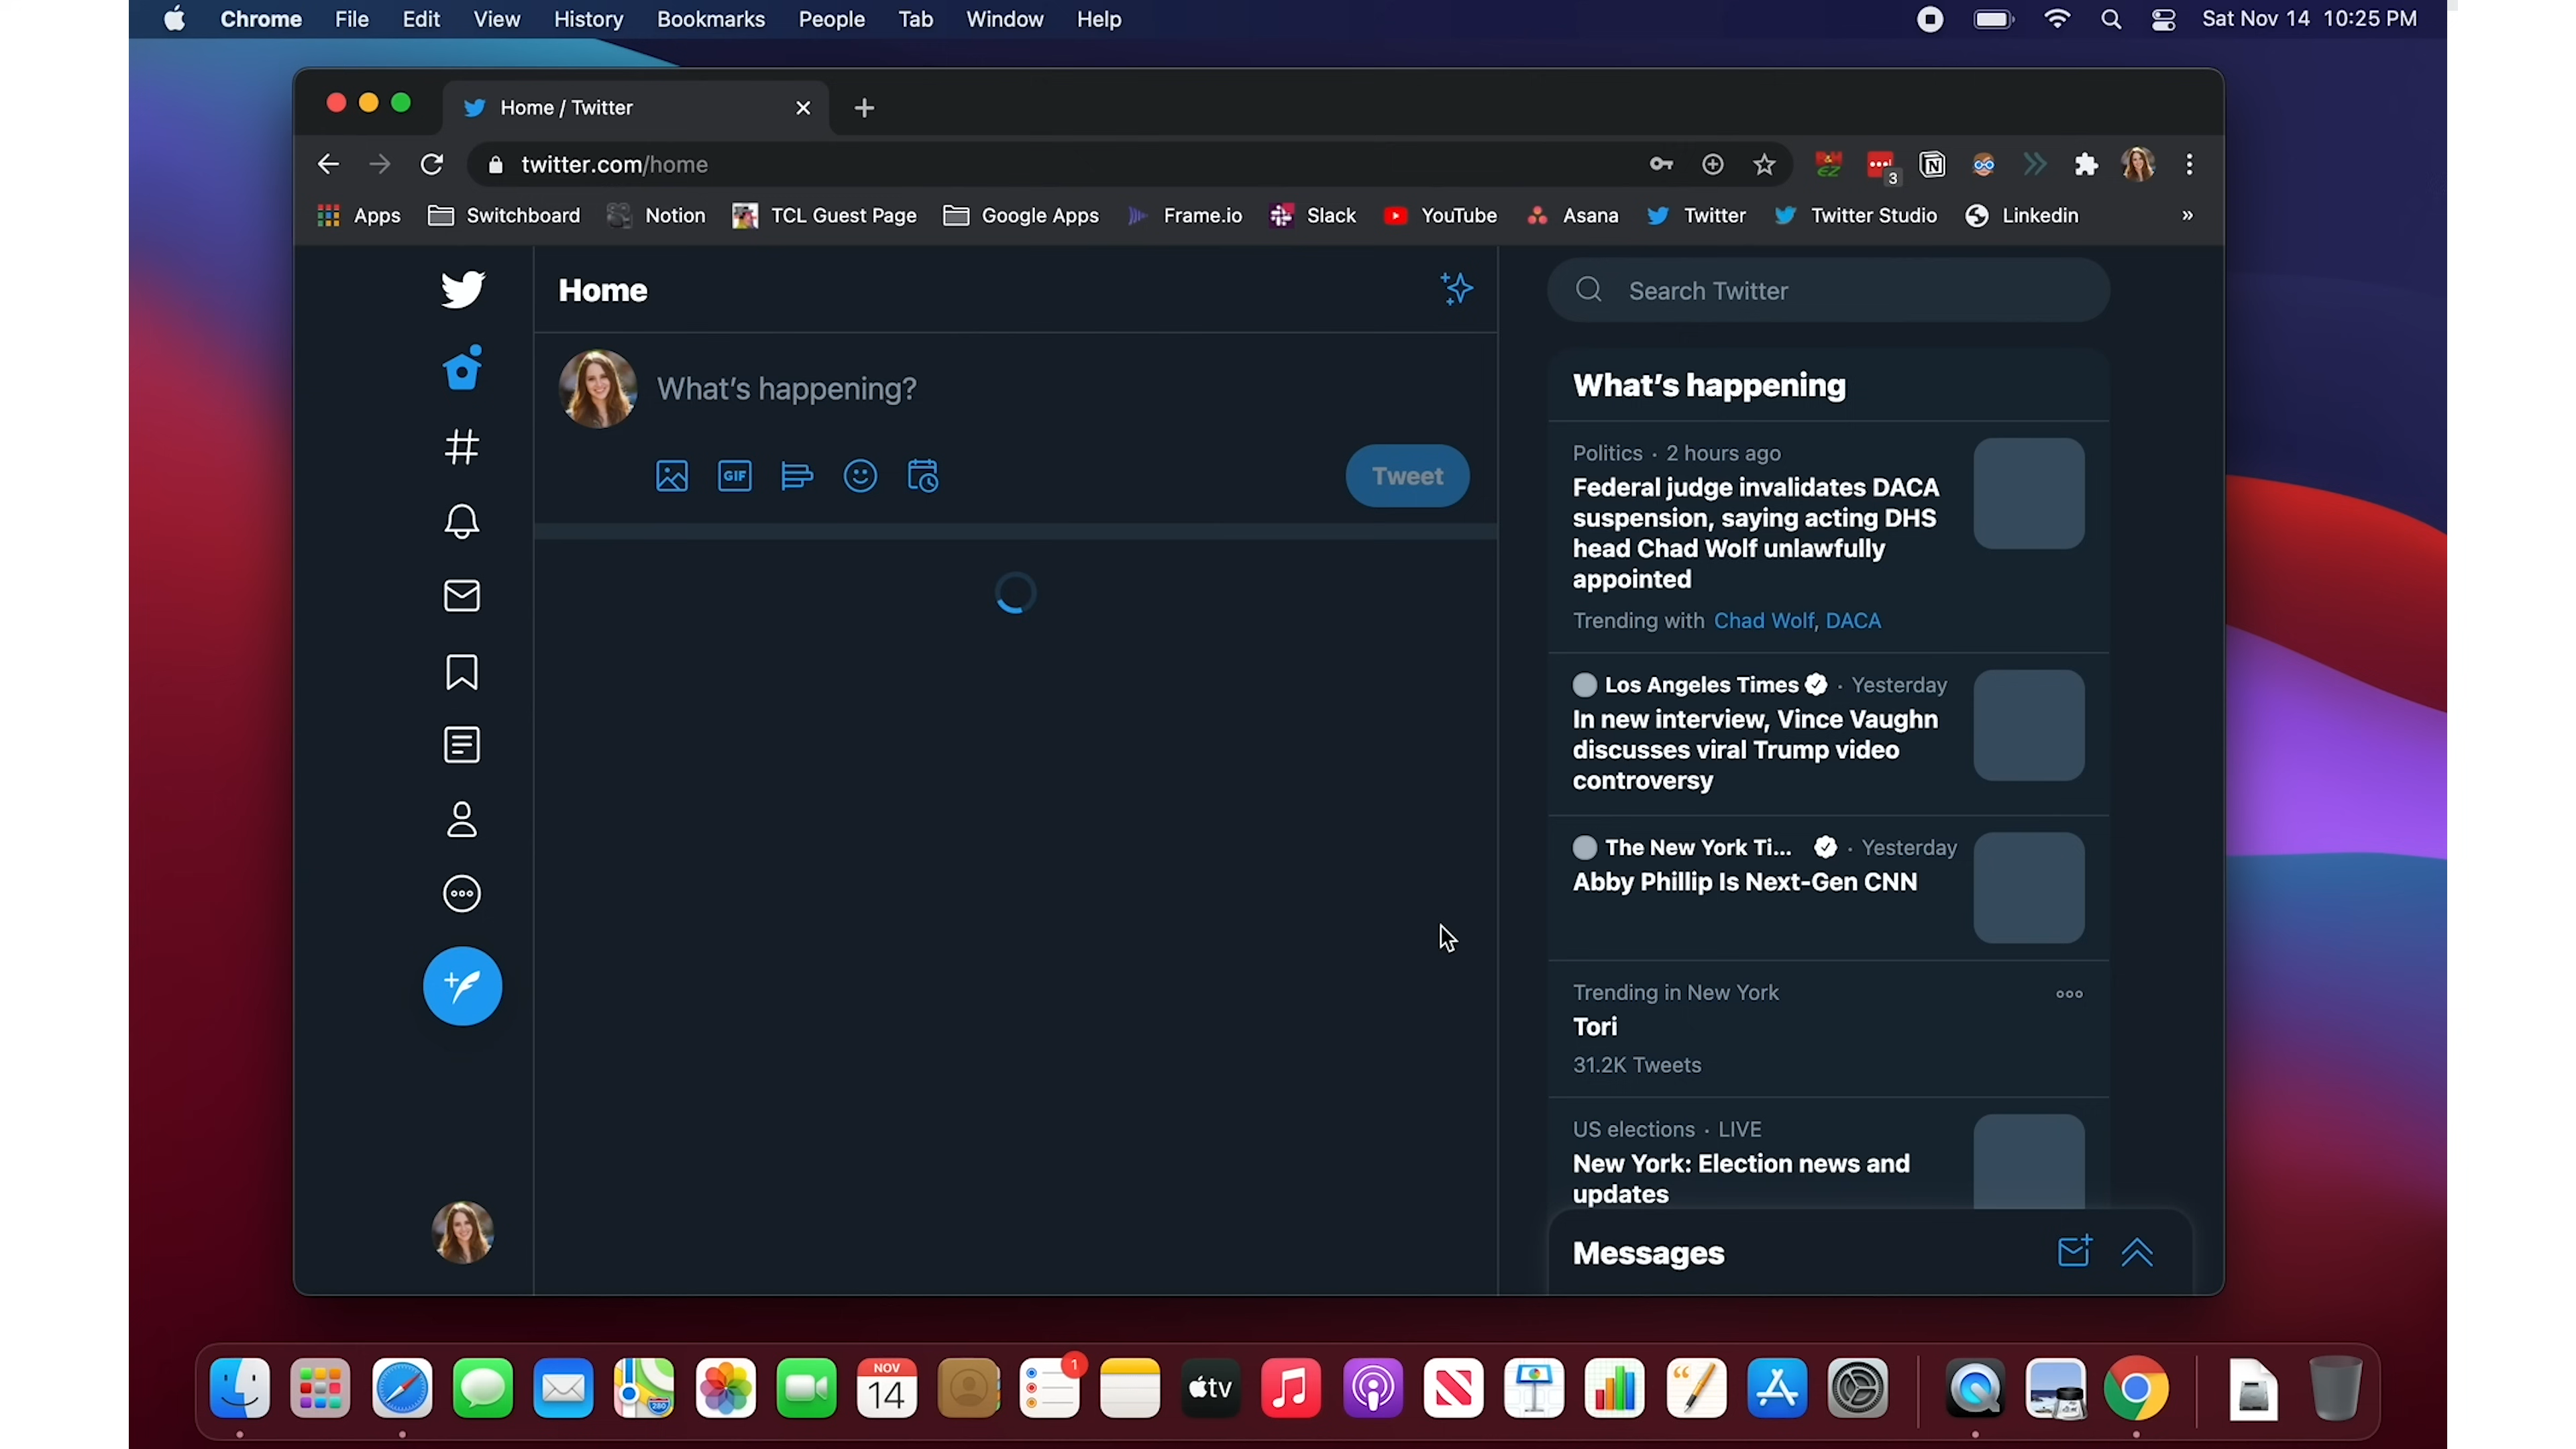 Chrome File Edit View History Bookmarks People Tab Window Help Sat Nov 14 10:25 PM
Home / Twitter
twitter.com/home
3
Apps Switchboard Notion TCL Guest Page Google Apps Frame.io Slack YouTube Asana Twitter Twitter Studio Linkedin »
Home
Search Twitter
What's happening?
GIF
Tweet
What's happening
Politics · 2 hours ago
Federal judge invalidates DACA
suspension, saying acting DHS
head Chad Wolf unlawfully
appointed
Trending with Chad Wolf, DACA
Los Angeles Times · Yesterday
In new interview, Vince Vaughn
discusses viral Trump video
controversy
The New York Ti... · Yesterday
Abby Phillip Is Next-Gen CNN
Trending in New York
Tori
31.2K Tweets
US elections · LIVE
New York: Election news and
updates
Messages
NOV
14
1
tv
280